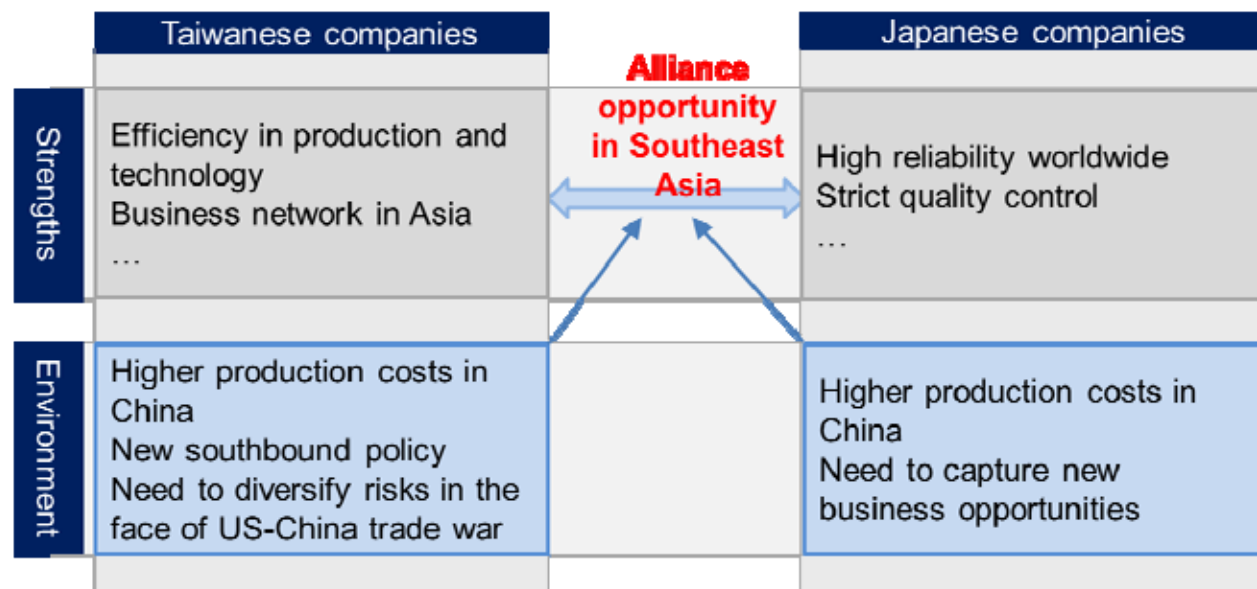 Taiwanese companies
Japanese companies
Alliance
opportunity
in Southeast
Asia
Strengths
Efficiency in production and
technology
Business network in Asia
…
High reliability worldwide
Strict quality control
…
Environment
Higher production costs in
China
New southbound policy
Need to diversify risks in the
face of US-China trade war
Higher production costs in
China
Need to capture new
business opportunities